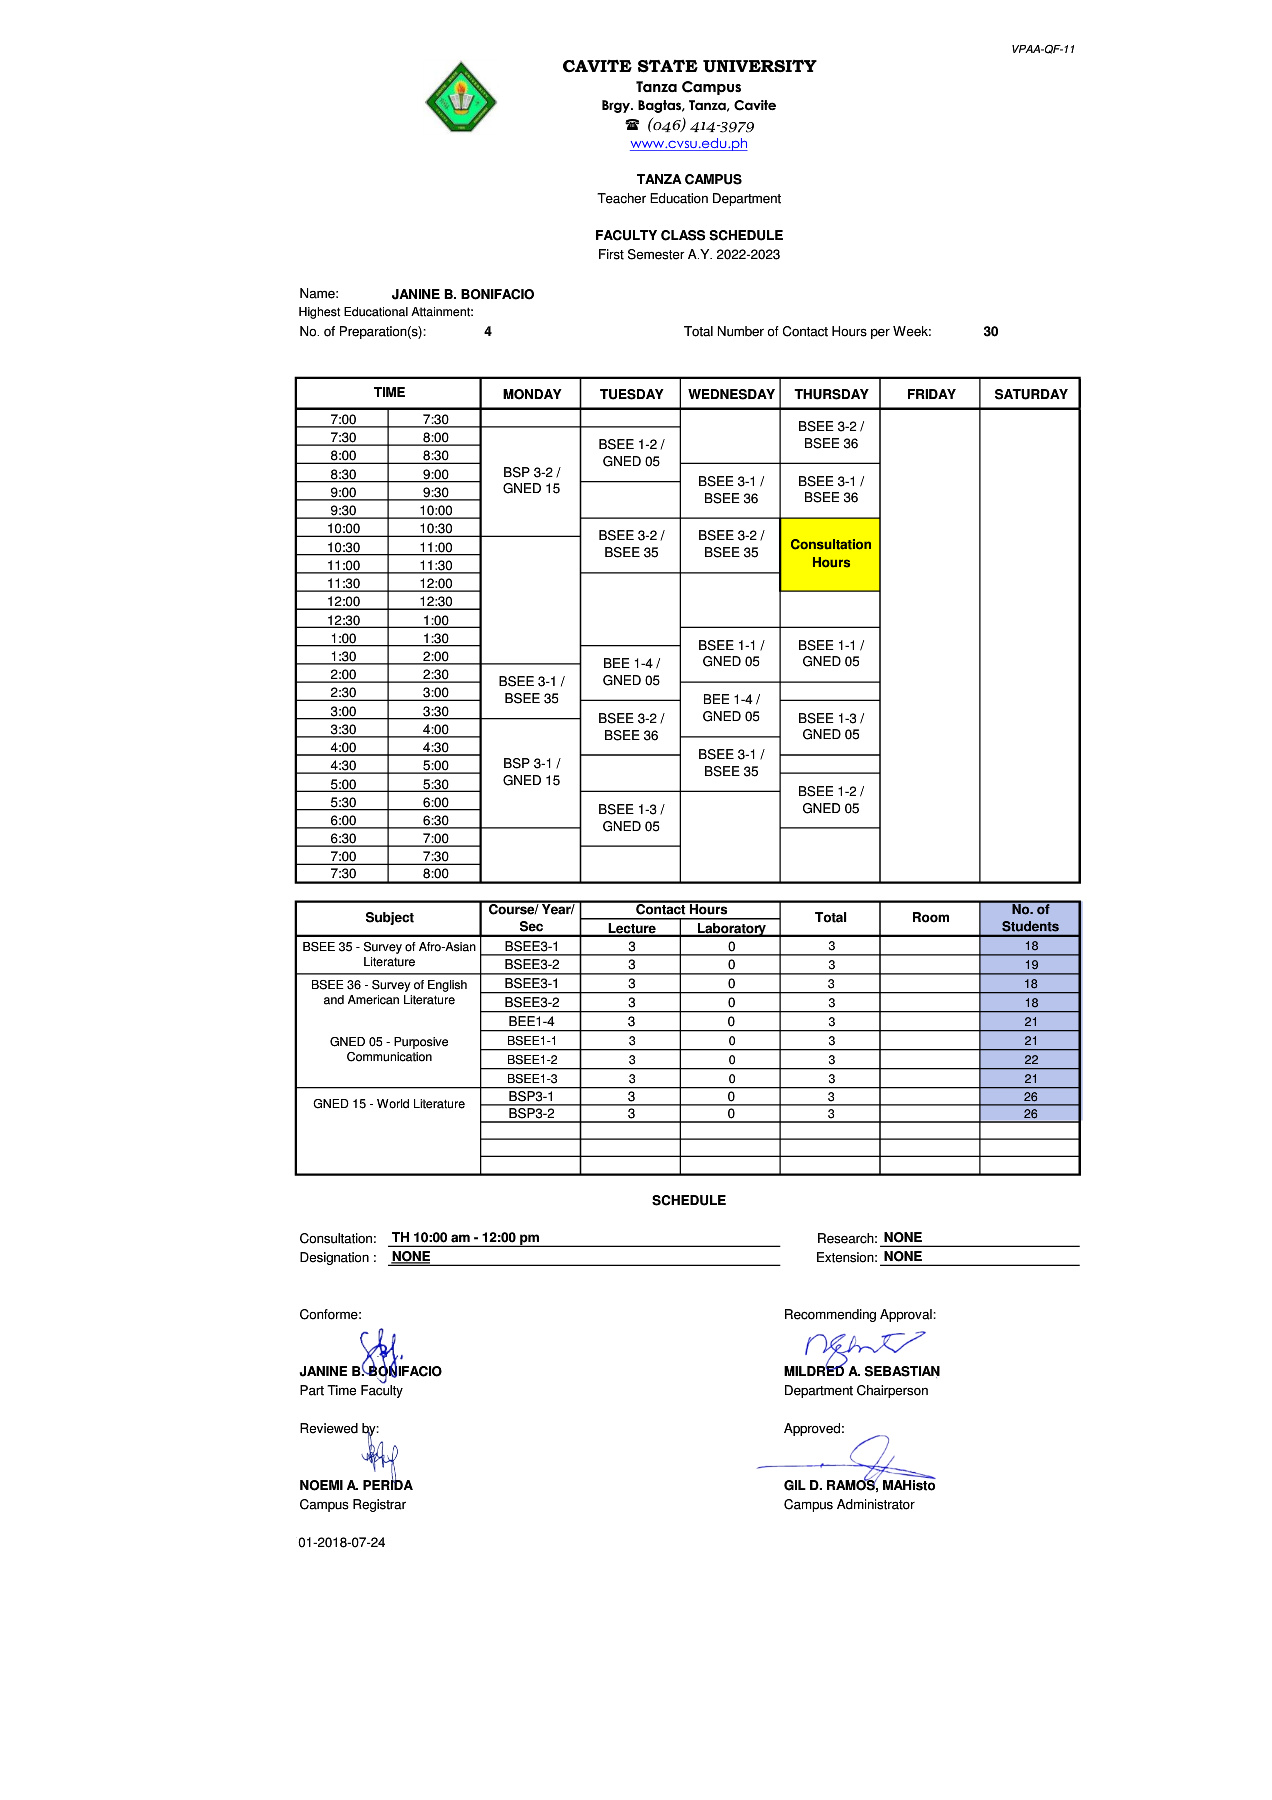 VPAA-QF-11
CAVITE STATE UNIVERSITY
Tanza Campus
Brgy. Bagtas, Tanza, Cavite
☎ (046) 414-3979
www.cvsu.edu.ph
TANZA CAMPUS
Teacher Education Department
FACULTY CLASS SCHEDULE
First Semester A.Y. 2022-2023
Name: JANINE B. BONIFACIO
Highest Educational Attainment:
No. of Preparation(s): 4 Total Number of Contact Hours per Week: 30
TIME MONDAY TUESDAY WEDNESDAY THURSDAY FRIDAY SATURDAY
7:00 7:30
7:30 8:00
8:00 8:30
8:30 9:00
9:00 9:30
9:30 10:00
10:00 10:30
10:30 11:00
11:00 11:30
11:30 12:00
12:00 12:30
12:30 1:00
1:00 1:30
1:30 2:00
2:00 2:30
2:30 3:00
3:00 3:30
3:30 4:00
4:00 4:30
4:30 5:00
5:00 5:30
5:30 6:00
6:00 6:30
6:30 7:00
7:00 7:30
7:30 8:00
BSP 3-2 /
GNED 15
BSEE 3-1 /
BSEE 35
BSP 3-1 /
GNED 15
BSEE 1-2 /
GNED 05
BSEE 3-2 /
BSEE 35
BEE 1-4 /
GNED 05
BSEE 3-2 /
BSEE 36
BSEE 1-3 /
GNED 05
BSEE 3-1 /
BSEE 36
BSEE 3-2 /
BSEE 35
BSEE 1-1 /
GNED 05
BEE 1-4 /
GNED 05
BSEE 3-1 /
BSEE 35
BSEE 3-2 /
BSEE 36
BSEE 3-1 /
BSEE 36
Consultation
Hours
BSEE 1-1 /
GNED 05
BSEE 1-3 /
GNED 05
BSEE 1-2 /
GNED 05
Subject Course/ Year/ Sec Contact Hours Total Room No. of Students
Lecture Laboratory
BSEE 35 - Survey of Afro-Asian
Literature
BSEE3-1 3 0 3 18
BSEE3-2 3 0 3 19
BSEE 36 - Survey of English
and American Literature
BSEE3-1 3 0 3 18
BSEE3-2 3 0 3 18
GNED 05 - Purposive
Communication
BEE1-4 3 0 3 21
BSEE1-1 3 0 3 21
BSEE1-2 3 0 3 22
BSEE1-3 3 0 3 21
GNED 15 - World Literature
BSP3-1 3 0 3 26
BSP3-2 3 0 3 26
SCHEDULE
Consultation: TH 10:00 am - 12:00 pm Research: NONE
Designation : NONE Extension: NONE
Conforme: Recommending Approval:
JANINE B. BONIFACIO MILDRED A. SEBASTIAN
Part Time Faculty Department Chairperson
Reviewed by: Approved:
NOEMI A. PERIDA GIL D. RAMOS, MAHisto
Campus Registrar Campus Administrator
01-2018-07-24